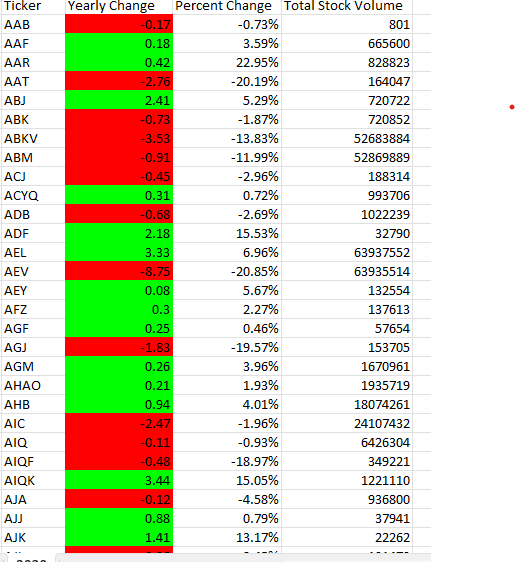 Ticker Yearly Change Percent Change Total Stock Volume
AAB -0.17 -0.73% 801
AAF 0.18 3.59% 665600
AAR 0.42 22.95% 828823
AAT -2.76 -20.19% 164047
ABJ 2.41 5.29% 720722
ABK -0.73 -1.87% 720852
ABKV -3.53 -13.83% 52683884
ABM -0.91 -11.99% 52869889
ACJ -0.45 -2.96% 188314
ACYQ 0.31 0.72% 993706
ADB -0.68 -2.69% 1022239
ADF 2.18 15.53% 32790
AEL 3.33 6.96% 63937552
AEV -8.75 -20.85% 63935514
AEY 0.08 5.67% 132554
AFZ 0.3 2.27% 137613
AGF 0.25 0.46% 57654
AGJ -1.83 -19.57% 153705
AGM 0.26 3.96% 1670961
AHAO 0.21 1.93% 1935719
AHB 0.94 4.01% 18074261
AIC -2.47 -1.96% 24107432
AIQ -0.11 -0.93% 6426304
AIQF -0.48 -18.97% 349221
AIQK 3.44 15.05% 1221110
AJA -0.12 -4.58% 936800
AJJ 0.88 0.79% 37941
AJK 1.41 13.17% 22262